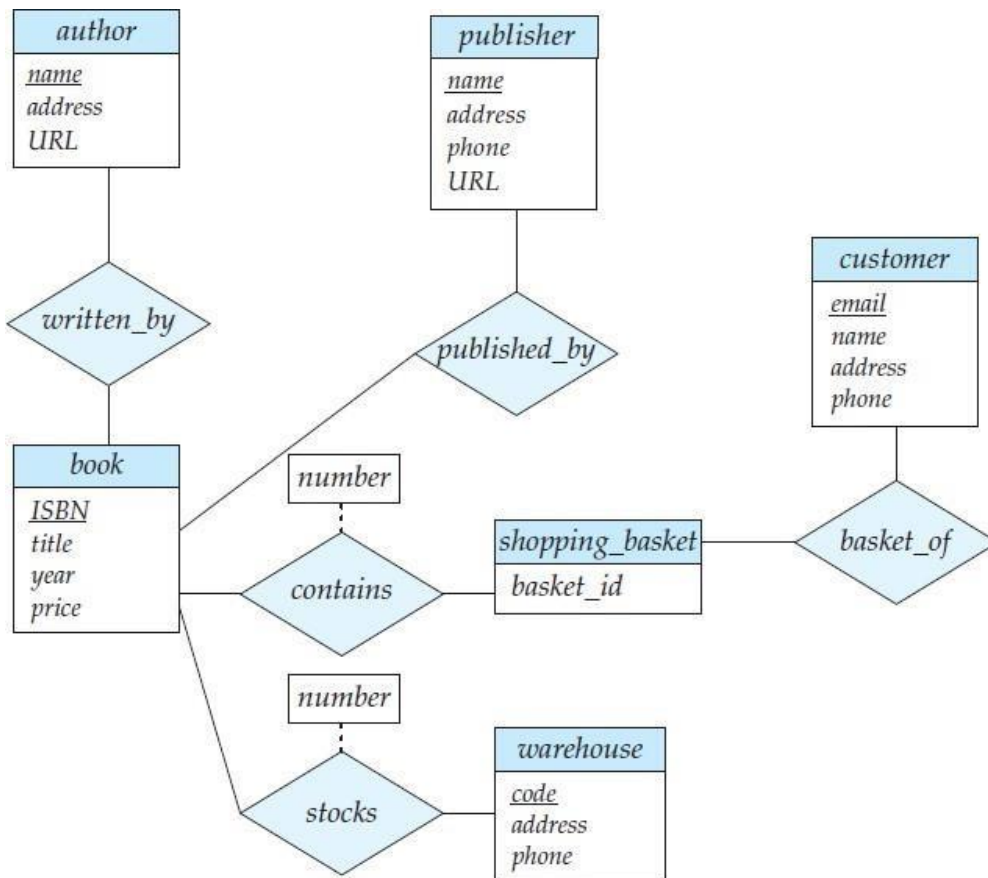 author
name
address
URL
publisher
name
address
phone
URL
customer
email
name
address
phone
written_by
published_by
book
ISBN
title
year
price
number
contains
shopping_basket
basket_id
basket_of
number
stocks
warehouse
code
address
phone